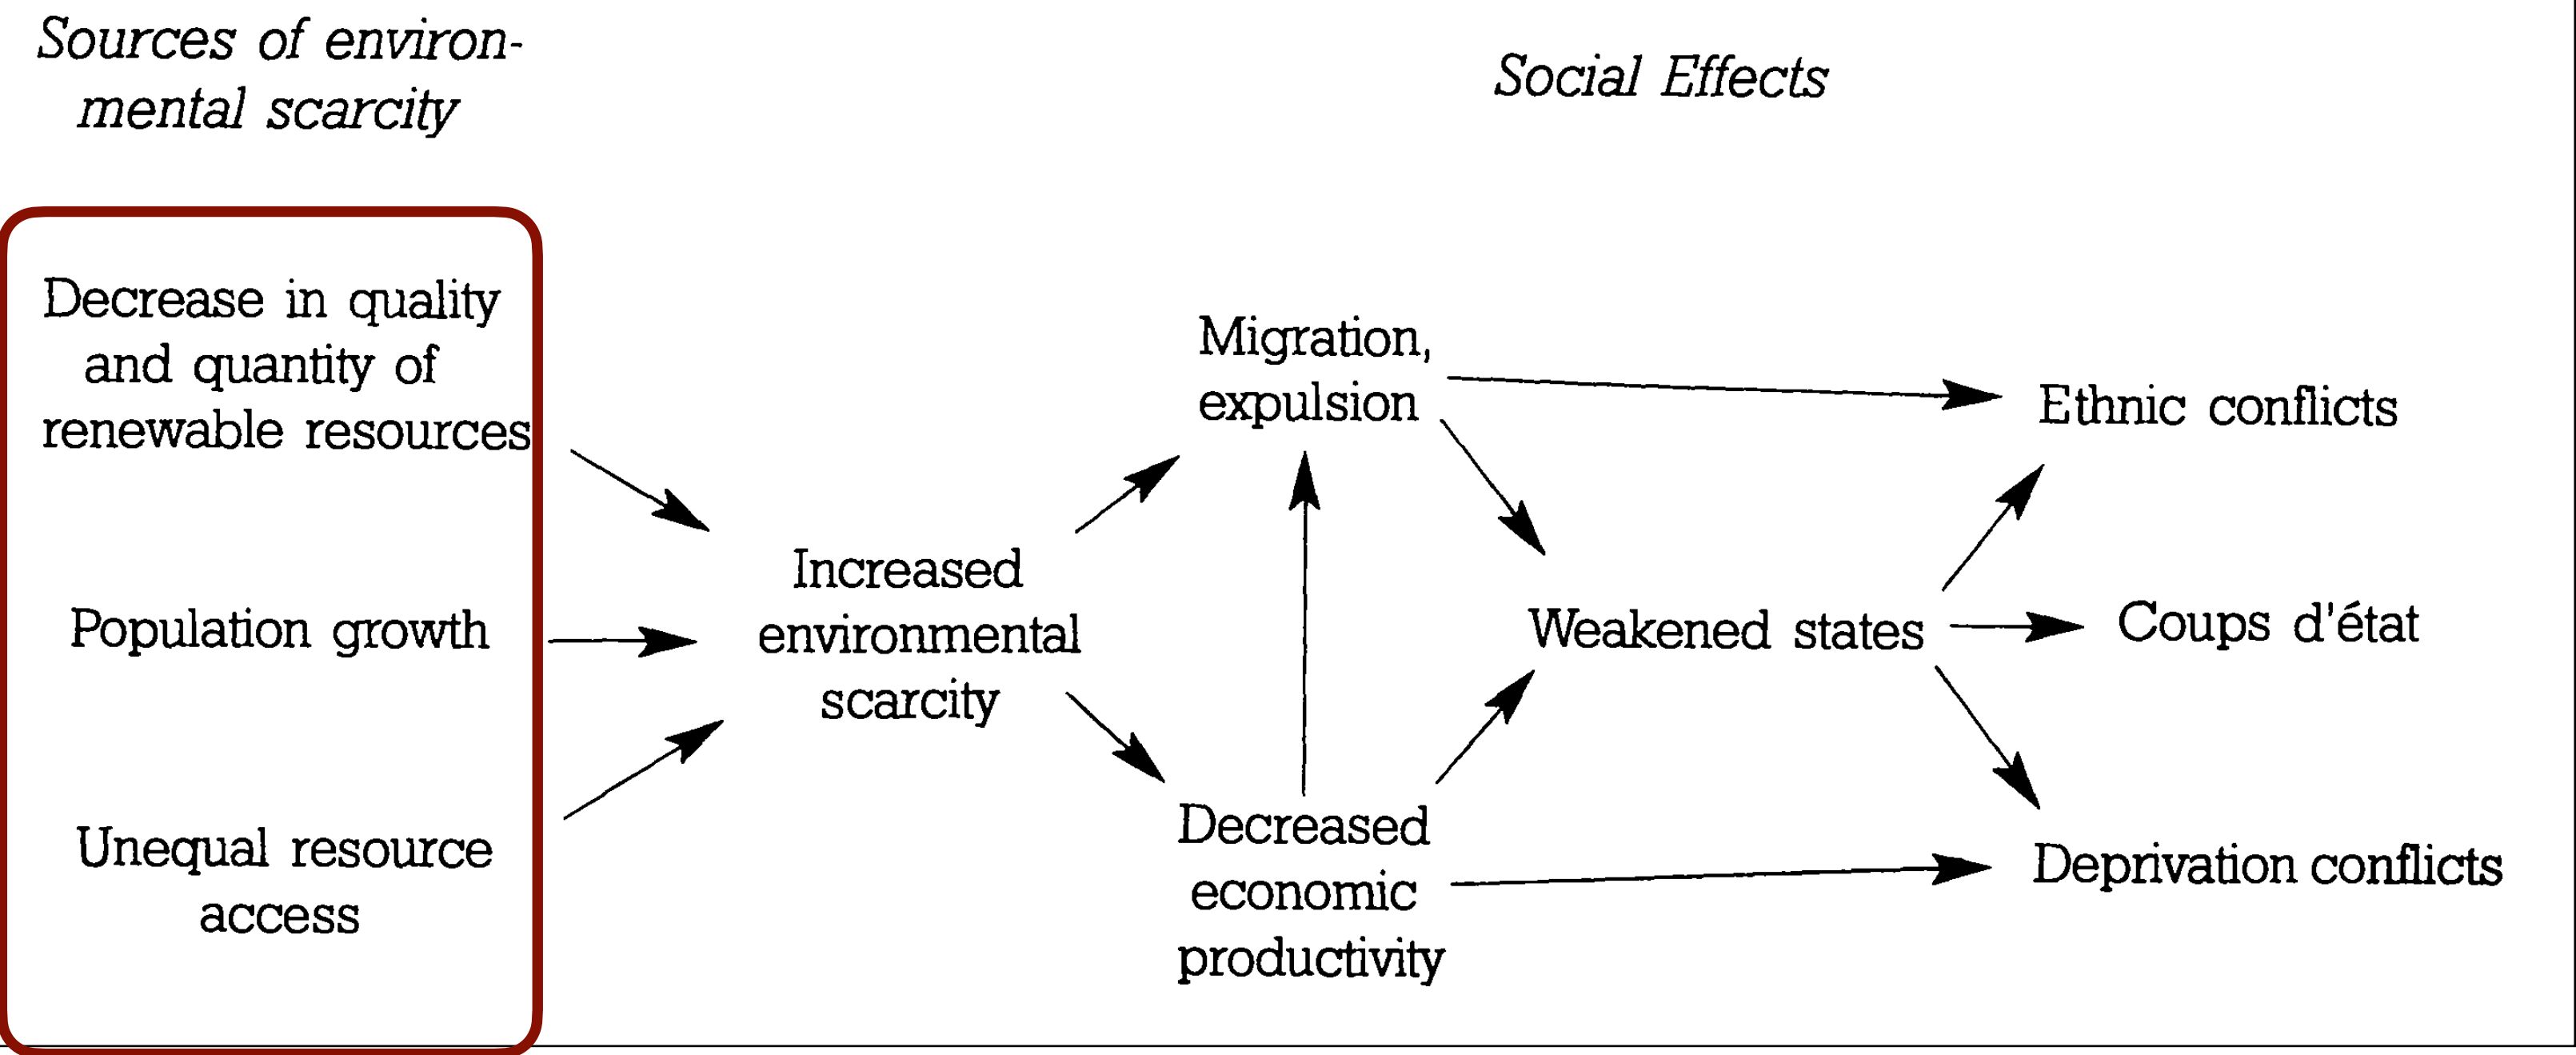 Sources of environ-
mental scarcity
Social Effects
Decrease in quality
and quantity of
renewable resources
Population growth
Unequal resource
access
Increased
environmental
scarcity
Migration,
expulsion
Decreased
economic
productivity
Weakened states
Ethnic conflicts
Coups d'état
Deprivation conflicts